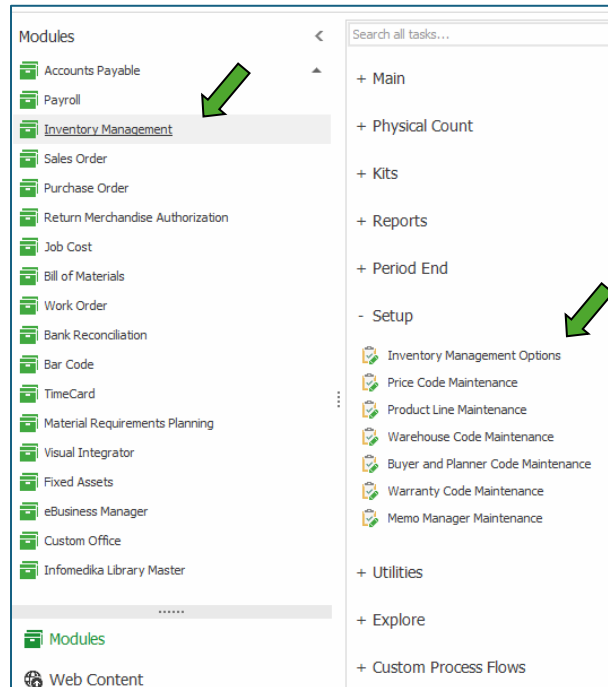 Modules
Accounts Payable
Payroll
Inventory Management
Sales Order
Purchase Order
Return Merchandise Authorization
Job Cost
Bill of Materials
Work Order
Bank Reconciliation
Bar Code
TimeCard
Material Requirements Planning
Visual Integrator
Fixed Assets
eBusiness Manager
Custom Office
Infomedika Library Master
Modules
Web Content
Search all tasks...
+ Main
+ Physical Count
+ Kits
+ Reports
+ Period End
- Setup
Inventory Management Options
Price Code Maintenance
Product Line Maintenance
Warehouse Code Maintenance
Buyer and Planner Code Maintenance
Warranty Code Maintenance
Memo Manager Maintenance
+ Utilities
+ Explore
+ Custom Process Flows